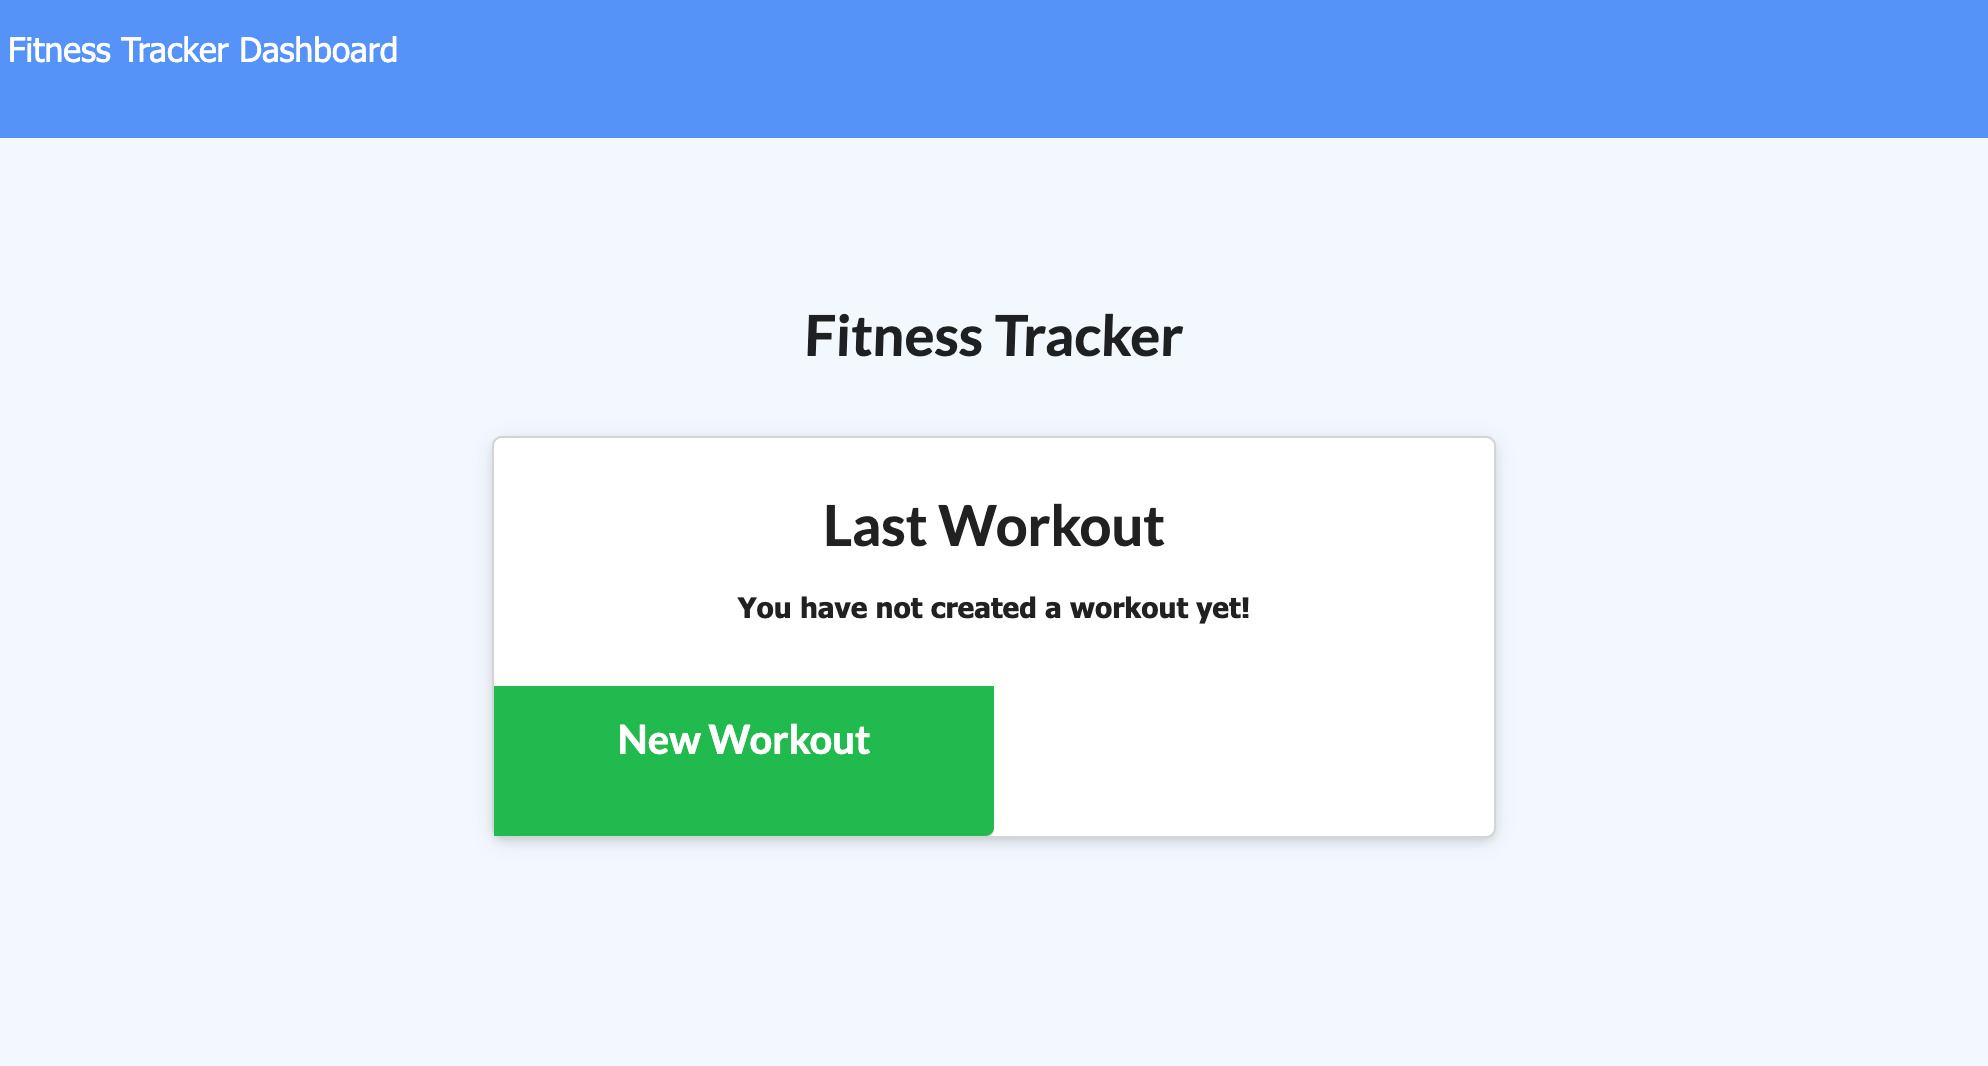 Fitness Tracker Dashboard
Fitness Tracker
Last Workout
You have not created a workout yet!
New Workout